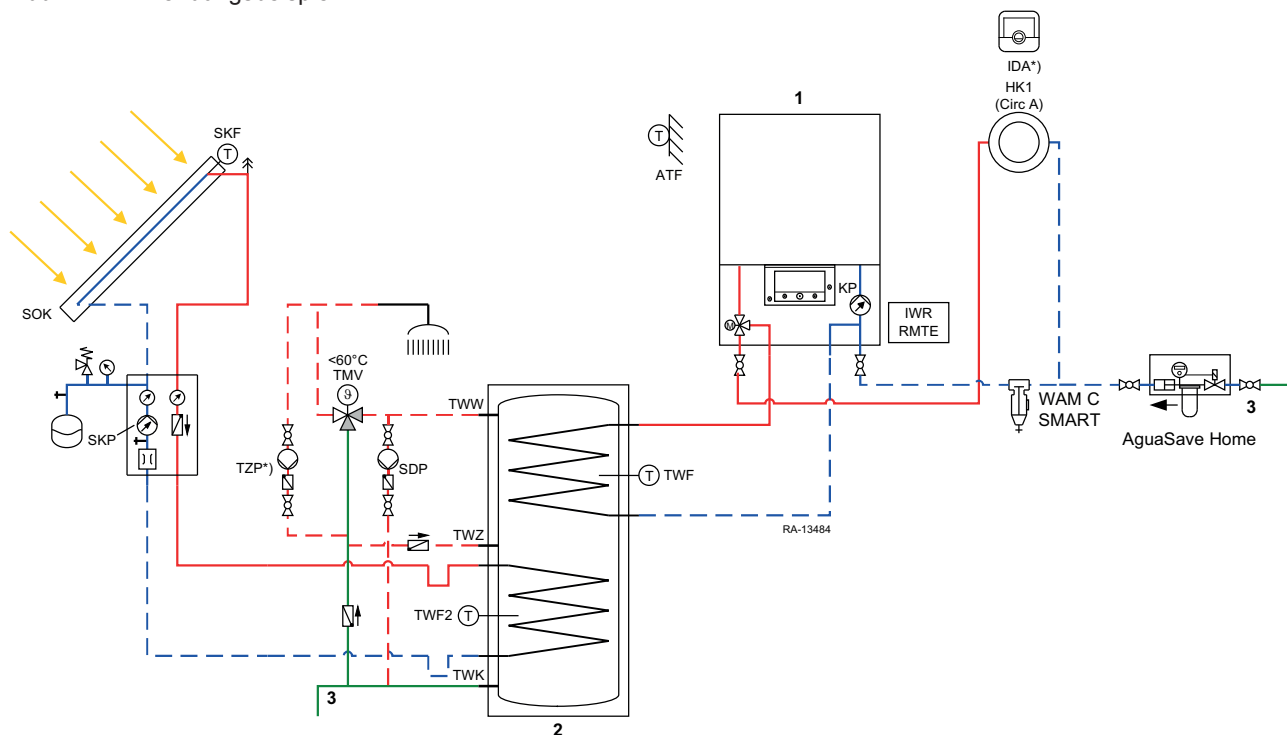 SKF
SOK
SKP
<60°C
TMV
TZP*)
SDP
TWW
TWZ
TWF2
TWK
3
2
TWF
RA-13484
ATF
1
KP
IWR
RMTE
IDA*)
HK1
(Circ A)
WAM C
SMART
AguaSave Home
3
T
T
T
T
M
ϑ